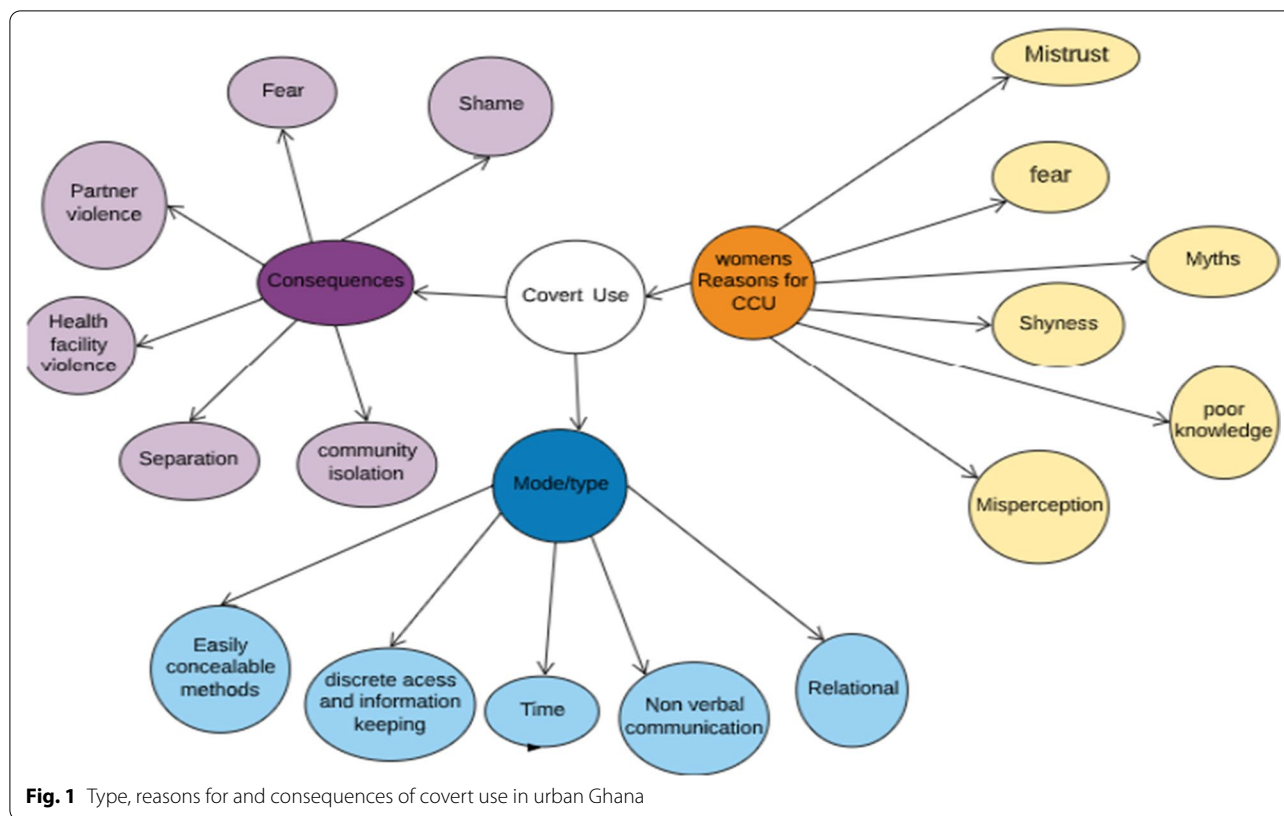 Fear
Shame
Mistrust
Partner
violence
fear
Consequences
Covert Use
womens
Reasons for
CCU
Myths
Health
facility
violence
Shyness
Separation
community
isolation
poor
knowledge
Mode/type
Misperception
Easily
concealable
methods
discrete acess
and information
keeping
Time
Non verbal
communication
Relational
Fig. 1 Type, reasons for and consequences of covert use in urban Ghana